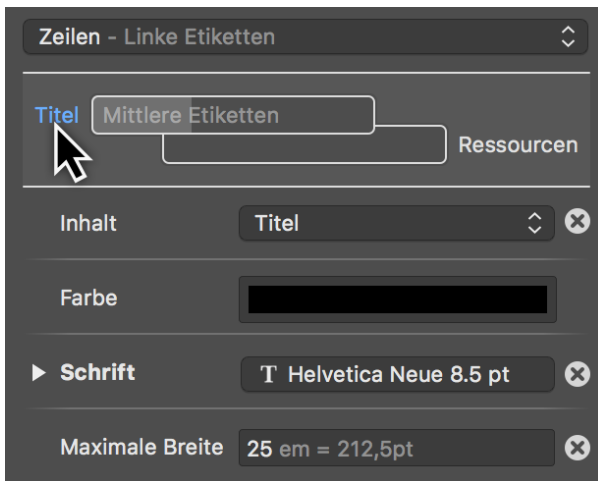 Zeilen – Linke Etiketten
Titel Mittlere Etiketten
Ressourcen
Inhalt Titel
Farbe
Schrift T Helvetica Neue 8.5 pt
Maximale Breite 25 em = 212,5pt